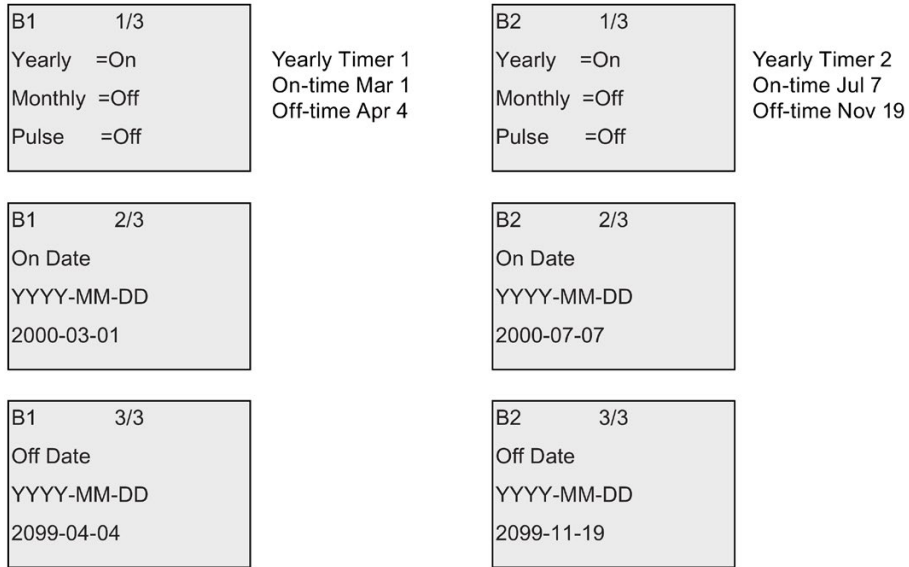 B1 1/3
Yearly =On
Monthly =Off
Pulse =Off
Yearly Timer 1
On-time Mar 1
Off-time Apr 4
B2 1/3
Yearly =On
Monthly =Off
Pulse =Off
Yearly Timer 2
On-time Jul 7
Off-time Nov 19
B1 2/3
On Date
YYYY-MM-DD
2000-03-01
B2 2/3
On Date
YYYY-MM-DD
2000-07-07
B1 3/3
Off Date
YYYY-MM-DD
2099-04-04
B2 3/3
Off Date
YYYY-MM-DD
2099-11-19